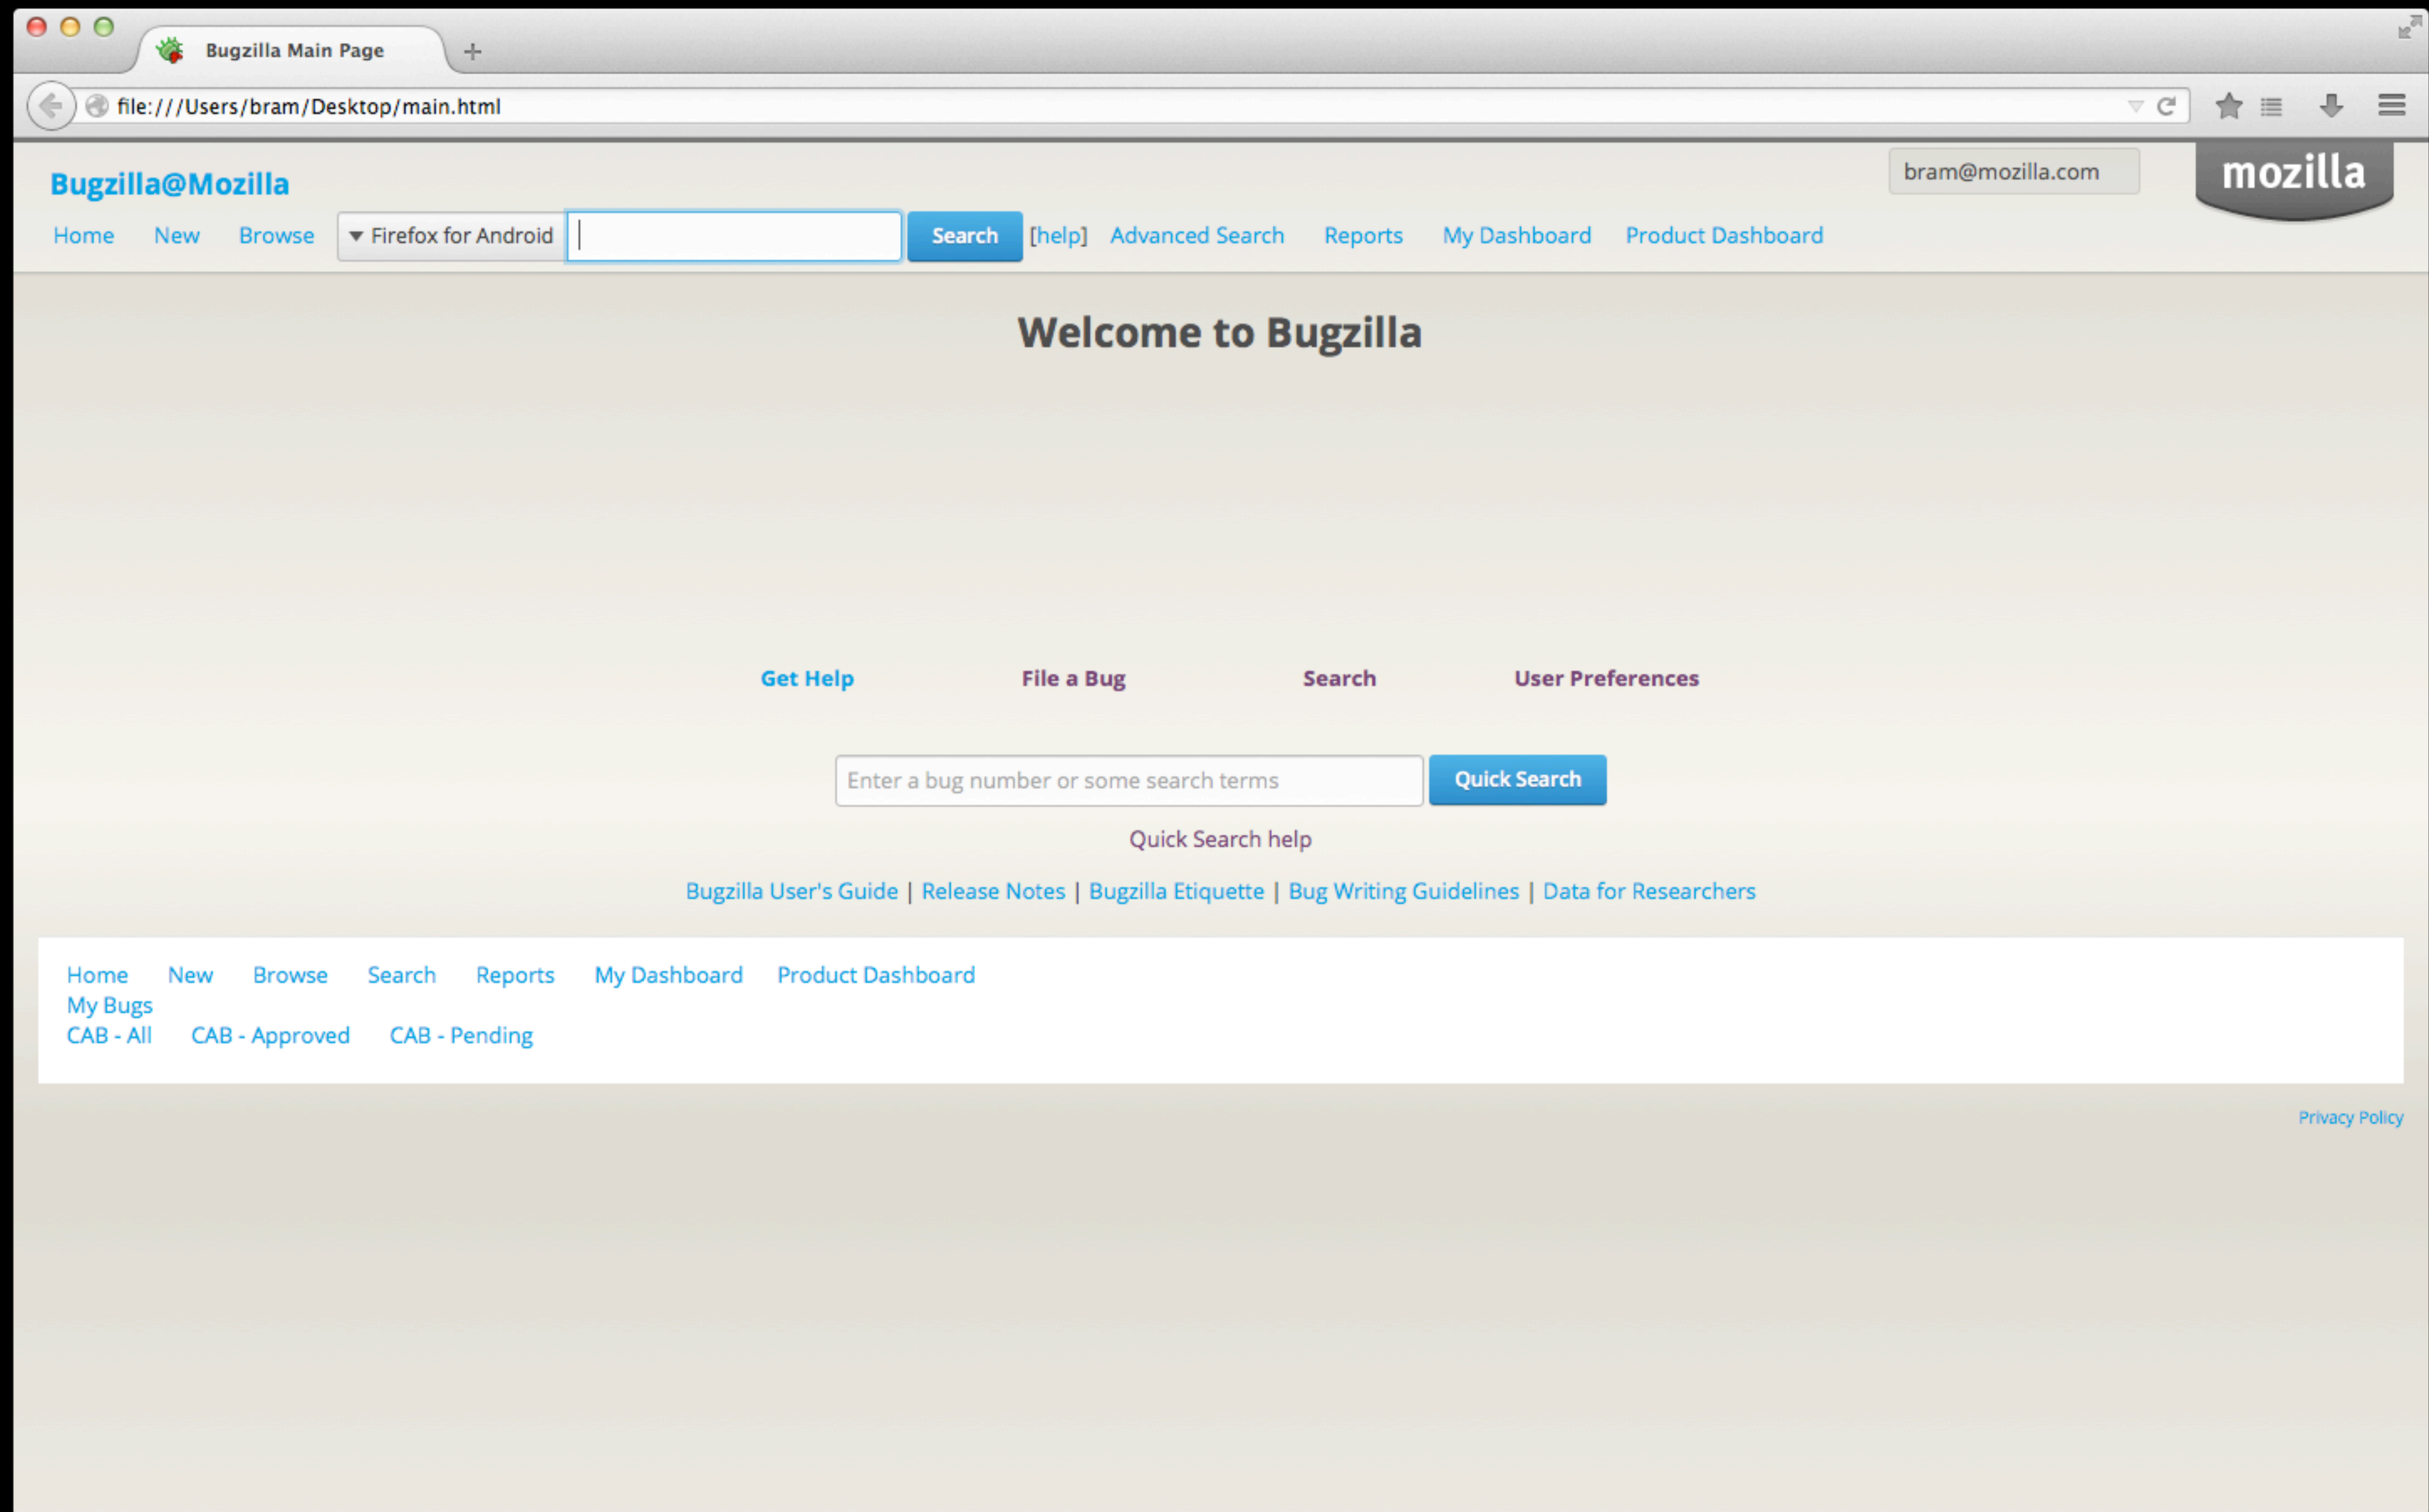 Bugzilla Main Page
file:///Users/bram/Desktop/main.html
Bugzilla@Mozilla
bram@mozilla.com
mozilla
Home New Browse Firefox for Android Search [help] Advanced Search Reports My Dashboard Product Dashboard
Welcome to Bugzilla
Get Help File a Bug Search User Preferences
Enter a bug number or some search terms Quick Search
Quick Search help
Bugzilla User's Guide | Release Notes | Bugzilla Etiquette | Bug Writing Guidelines | Data for Researchers
Home New Browse Search Reports My Dashboard Product Dashboard
My Bugs
CAB - All CAB - Approved CAB - Pending
Privacy Policy